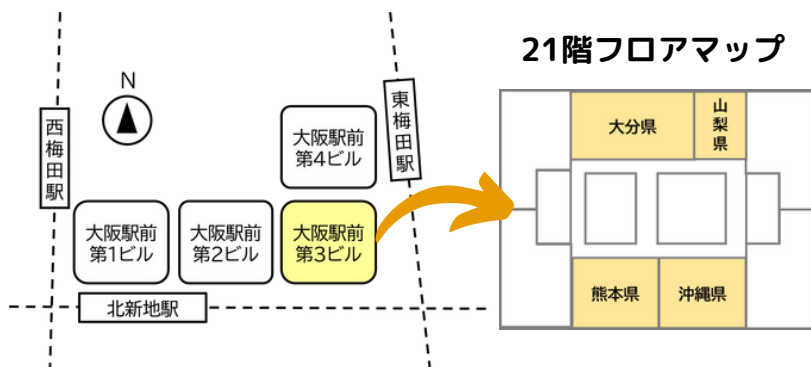 21階フロアマップ
N
西梅田駅
東梅田駅
大阪駅前
第4ビル
大阪駅前
第1ビル
大阪駅前
第2ビル
大阪駅前
第3ビル
北新地駅
大分県
山梨県
熊本県
沖縄県